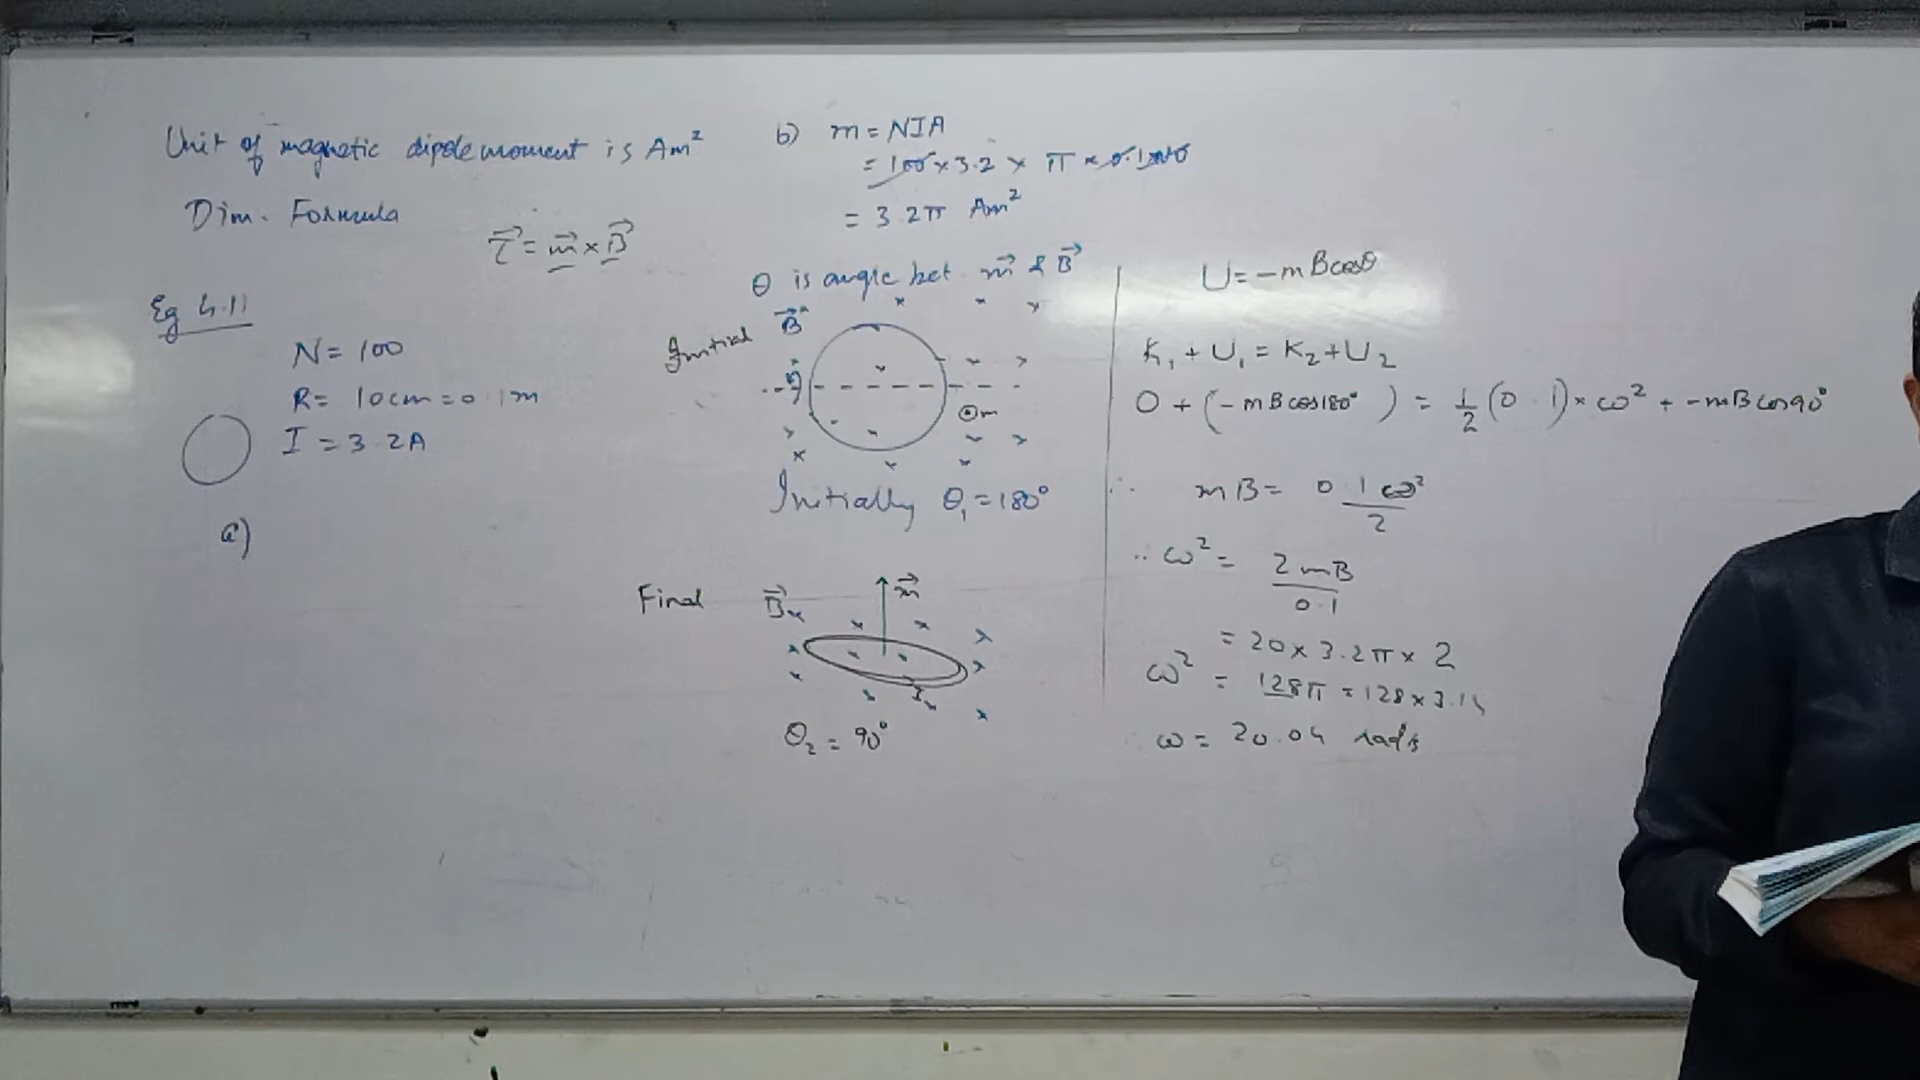 Unit of magnetic dipole moment is Am²
Dim. Formula
τ⃗ = m⃗ × B⃗
Eg 4.11
N = 100
R = 10cm = 0.1m
I = 3.2A
a)
b) m = NIA
= 100 × 3.2 × π × 0.1 × 0.1
= 3.2π Am²
θ is angle bet m⃗ & B⃗
Initial B⃗
m
Initially θ₁ = 180°
Final B⃗ m⃗
I
θ₂ = 90°
U = -mBcosθ
K₁ + U₁ = K₂ + U₂
0 + (-mBcos180°) = 1/2 (0.1) × ω² + -mBcos90°
∴ mB = 0.1ω²/2
∴ ω² = 2mB/0.1
= 20 × 3.2π × 2
ω² = 128π = 128 × 3.14
∴ ω = 20.04 rad/s